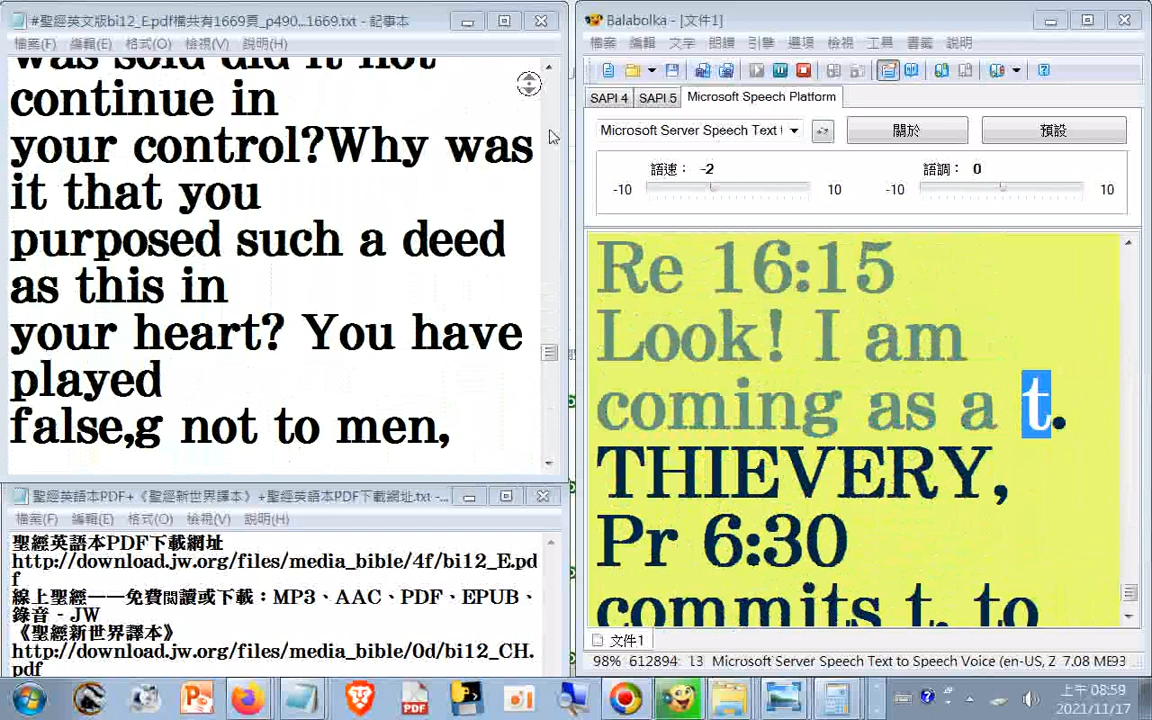 #聖經英文版bi12_E.pdf檔共有1669頁_p490...1669.txt - 記事本
檔案(F) 編輯(E) 格式(O) 檢視(V) 說明(H)
was sold did it not
continue in
your control?Why was
it that you
purposed such a deed
as this in
your heart? You have
played
false,g not to men,
聖經英語本PDF+《聖經新世界譯本》+聖經英語本PDF下載網址.txt -...
檔案(F) 編輯(E) 格式(O) 檢視(V) 說明(H)
聖經英語本PDF下載網址
http://download.jw.org/files/media_bible/4f/bi12_E.pd
f
線上聖經——免費閱讀或下載：MP3、AAC、PDF、EPUB、
錄音 - JW
《聖經新世界譯本》
http://download.jw.org/files/media_bible/0d/bi12_CH.
pdf
Balabolka - [文件1]
檔案 編輯 文字 朗讀 引擎 選項 檢視 工具 書籤 說明
SAPI 4 SAPI 5 Microsoft Speech Platform
Microsoft Server Speech Text 關於 預設
語速： -2 語調： 0
-10 10 -10 10
Re 16:15
Look! I am
coming as a t.
THIEVERY,
Pr 6:30
commits t. to
文件1
98% 612894: 13 Microsoft Server Speech Text to Speech Voice (en-US, Z 7.08 ME93
PDF
上午 08:59
2021/11/17